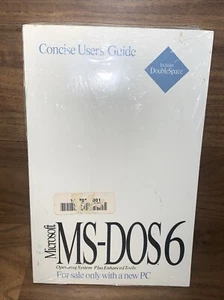 Concise User's Guide
Includes
DoubleSpace
Microsoft
MS-DOS 6
Operating System Plus Enhanced Tools
For sale only with a new PC